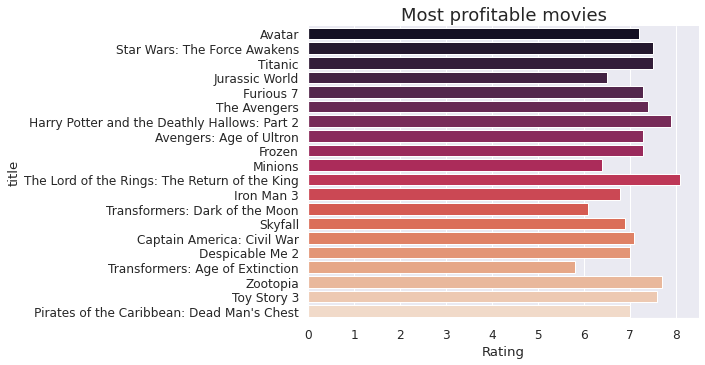 Most profitable movies
Avatar
Star Wars: The Force Awakens
Titanic
Jurassic World
Furious 7
The Avengers
Harry Potter and the Deathly Hallows: Part 2
Avengers: Age of Ultron
Frozen
Minions
The Lord of the Rings: The Return of the King
Iron Man 3
Transformers: Dark of the Moon
Skyfall
Captain America: Civil War
Despicable Me 2
Transformers: Age of Extinction
Zootopia
Toy Story 3
Pirates of the Caribbean: Dead Man's Chest
title
0 1 2 3 4 5 6 7 8
Rating